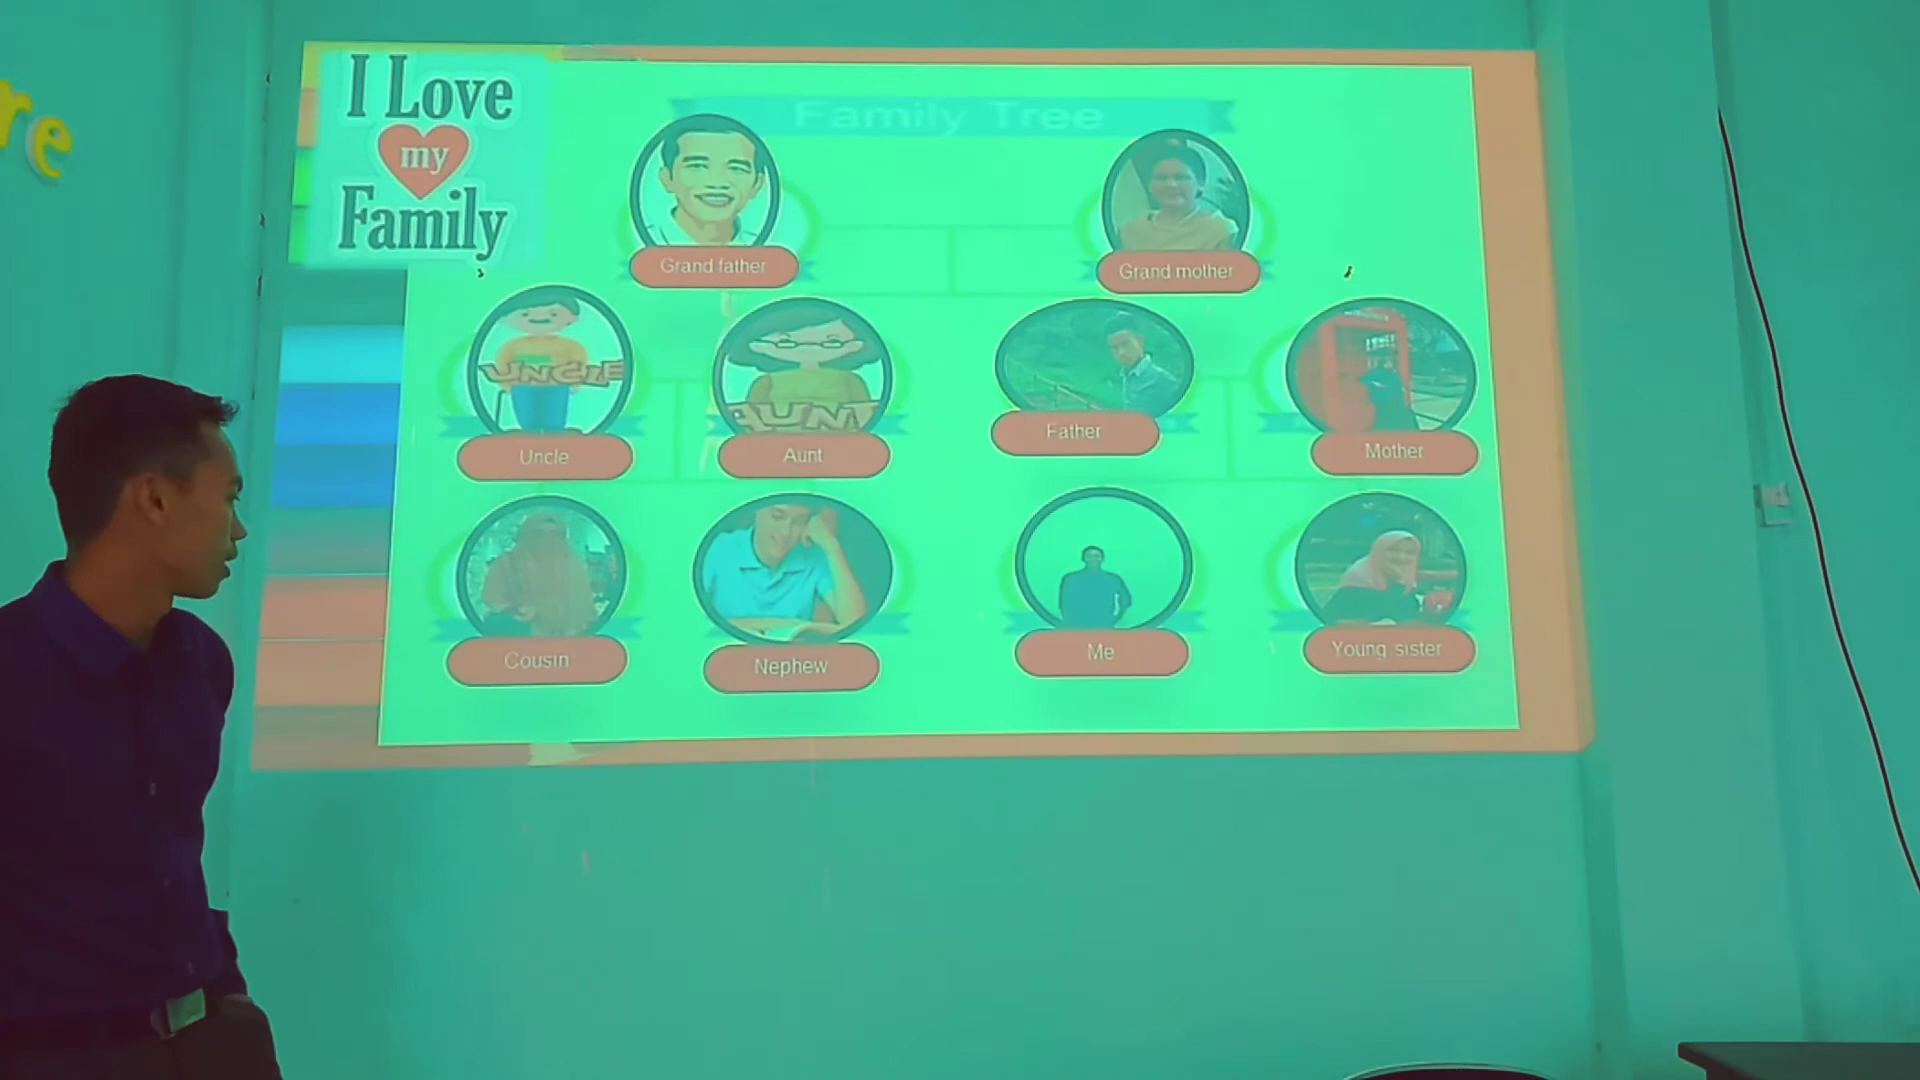 re
I Love
my
Family
Family Tree
Grand father
Grand mother
UNCLE
AUNT
Uncle
Aunt
Father
Mother
Cousin
Nephew
Me
Young sister